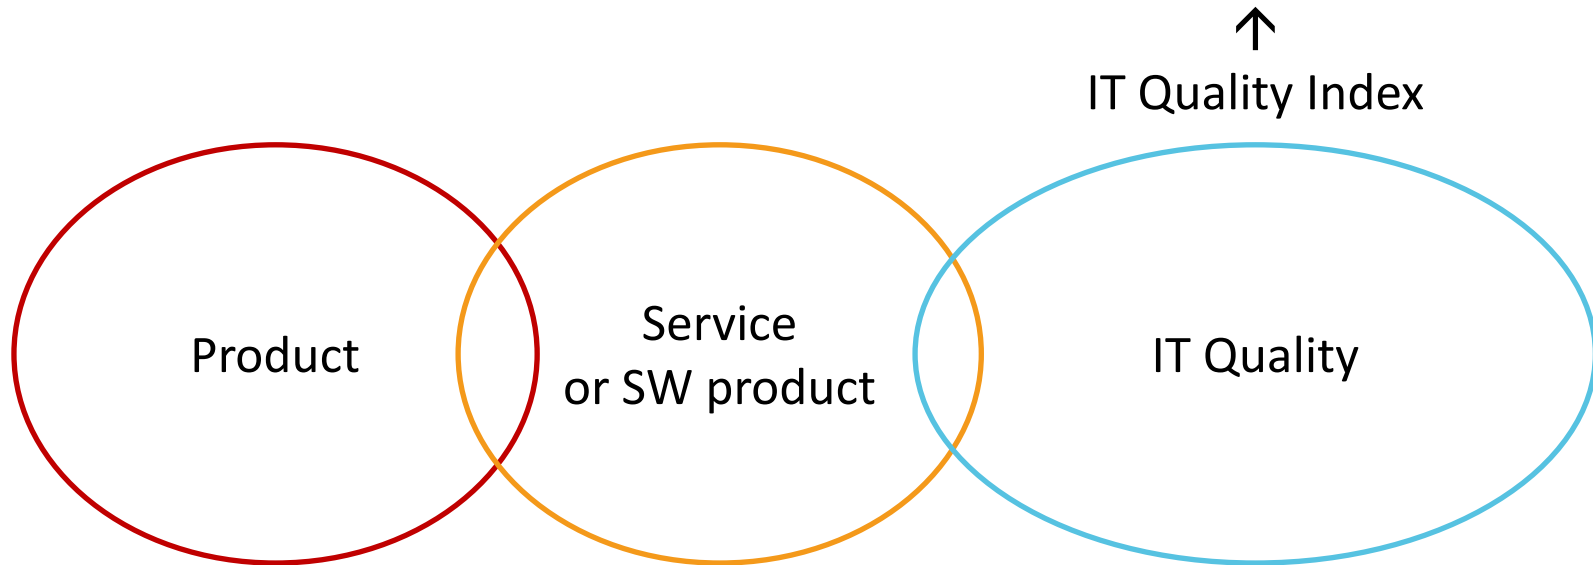 ↑
IT Quality Index
Product
Service
or SW product
IT Quality